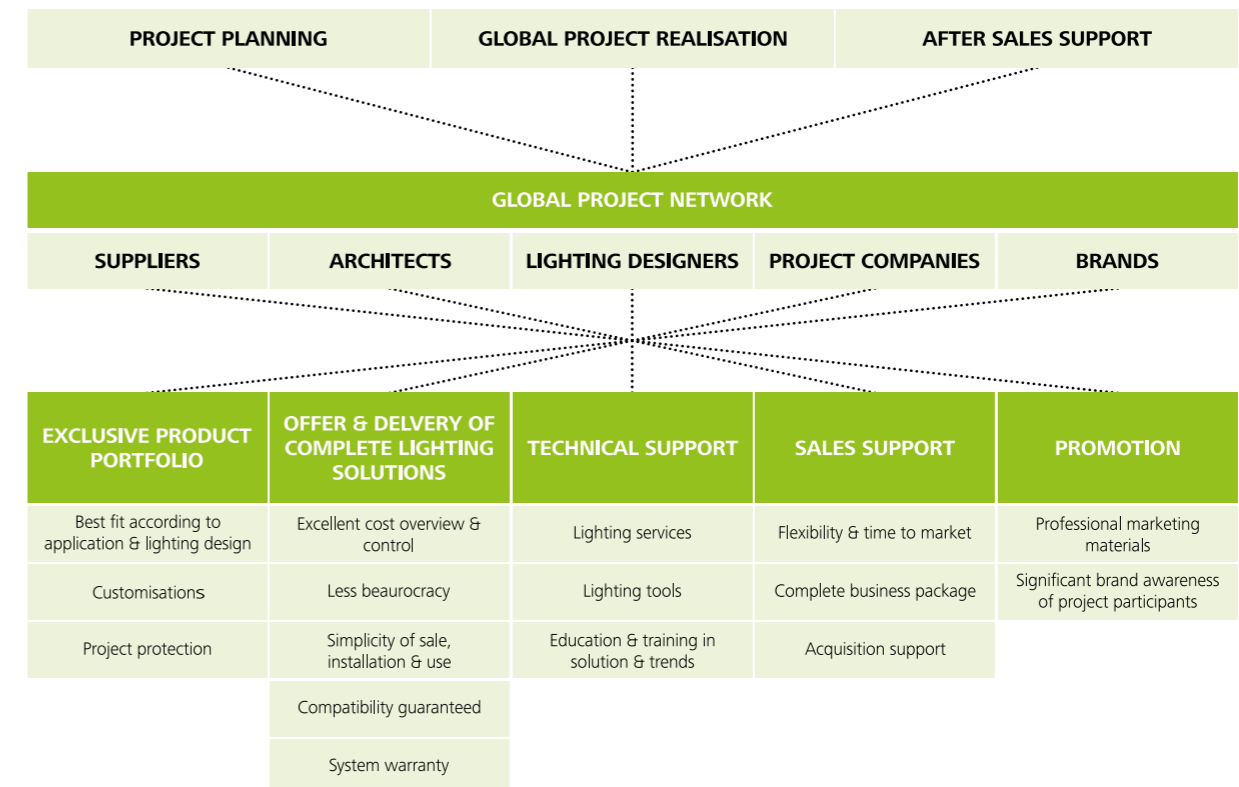 PROJECT PLANNING
GLOBAL PROJECT REALISATION
AFTER SALES SUPPORT
GLOBAL PROJECT NETWORK
SUPPLIERS
ARCHITECTS
LIGHTING DESIGNERS
PROJECT COMPANIES
BRANDS
EXCLUSIVE PRODUCT
PORTFOLIO
OFFER & DELVERY OF
COMPLETE LIGHTING
SOLUTIONS
TECHNICAL SUPPORT
SALES SUPPORT
PROMOTION
Best fit according to
application & lighting design
Excellent cost overview &
control
Lighting services
Flexibility & time to market
Professional marketing
materials
Customisations
Less beaurocracy
Lighting tools
Complete business package
Significant brand awareness
of project participants
Project protection
Simplicity of sale,
installation & use
Education & training in
solution & trends
Acquisition support
Compatibility guaranteed
System warranty